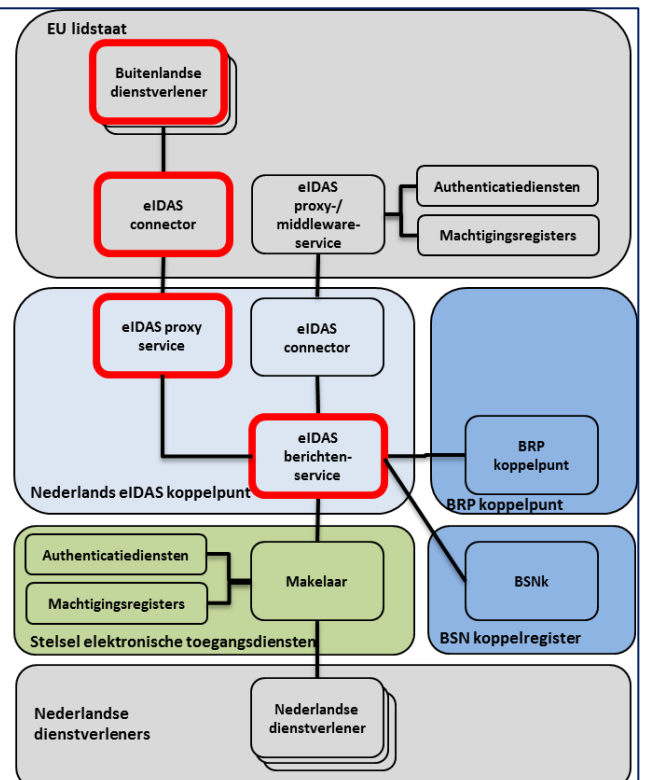 EU lidstaat
Buitenlandse
dienstverlener
eIDAS
connector
eIDAS
proxy-/
middleware-
service
Authenticatiediensten
Machtigingsregisters
eIDAS proxy
service
eIDAS
connector
eIDAS
berichten-
service
Nederlands eIDAS koppelpunt
BRP
koppelpunt
BRP koppelpunt
Authenticatiediensten
Machtigingsregisters
Makelaar
Stelsel elektronische toegangsdiensten
BSNk
BSN koppelregister
Nederlandse
dienstverleners
Nederlandse
dienstverlener